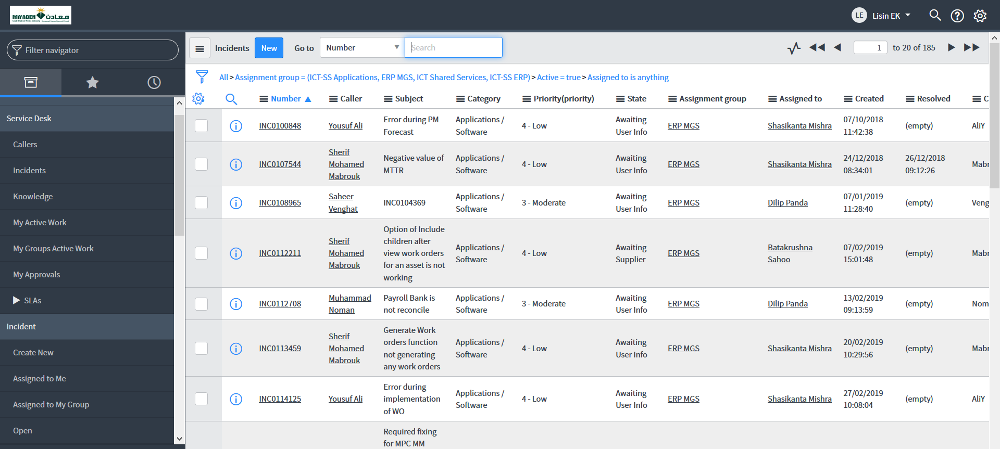 MA'ADEN معادن
LE Lisin EK
Filter navigator
Incidents New Go to Number Search 1 to 20 of 185
All > Assignment group = (ICT-SS Applications, ERP MGS, ICT Shared Services, ICT-SS ERP) > Active = true > Assigned to is anything
Number Caller Subject Category Priority(priority) State Assignment group Assigned to Created Resolved C
Service Desk
Callers
Incidents
Knowledge
My Active Work
My Groups Active Work
My Approvals
SLAs
Incident
Create New
Assigned to Me
Assigned to My Group
Open
INC0100848 Yousuf Ali Error during PM Forecast Applications / Software 4 - Low Awaiting User Info ERP MGS Shasikanta Mishra 07/10/2018 11:42:38 (empty) AliY
INC0107544 Sherif Mohamed Mabrouk Negative value of MTTR Applications / Software 4 - Low Awaiting User Info ERP MGS Shasikanta Mishra 24/12/2018 08:34:01 26/12/2018 09:12:26 Mabr
INC0108965 Saheer Venghat INC0104369 Applications / Software 3 - Moderate Awaiting User Info ERP MGS Dilip Panda 07/01/2019 11:28:40 (empty) Veng
INC0112211 Sherif Mohamed Mabrouk Option of Include children after view work orders for an asset is not working Applications / Software 4 - Low Awaiting Supplier ERP MGS Batakrushna Sahoo 07/02/2019 15:01:48 (empty) Mabr
INC0112708 Muhammad Noman Payroll Bank is not reconcile Applications / Software 3 - Moderate Awaiting User Info ERP MGS Dilip Panda 13/02/2019 09:13:59 (empty) Nom
INC0113459 Sherif Mohamed Mabrouk Generate Work orders function not generating any work orders Applications / Software 4 - Low Awaiting User Info ERP MGS Shasikanta Mishra 20/02/2019 10:29:56 (empty) Mabr
INC0114125 Yousuf Ali Error during implementation of WO Applications / Software 4 - Low Awaiting User Info ERP MGS Shasikanta Mishra 27/02/2019 10:08:04 (empty) AliY
Required fixing
for MPC MM